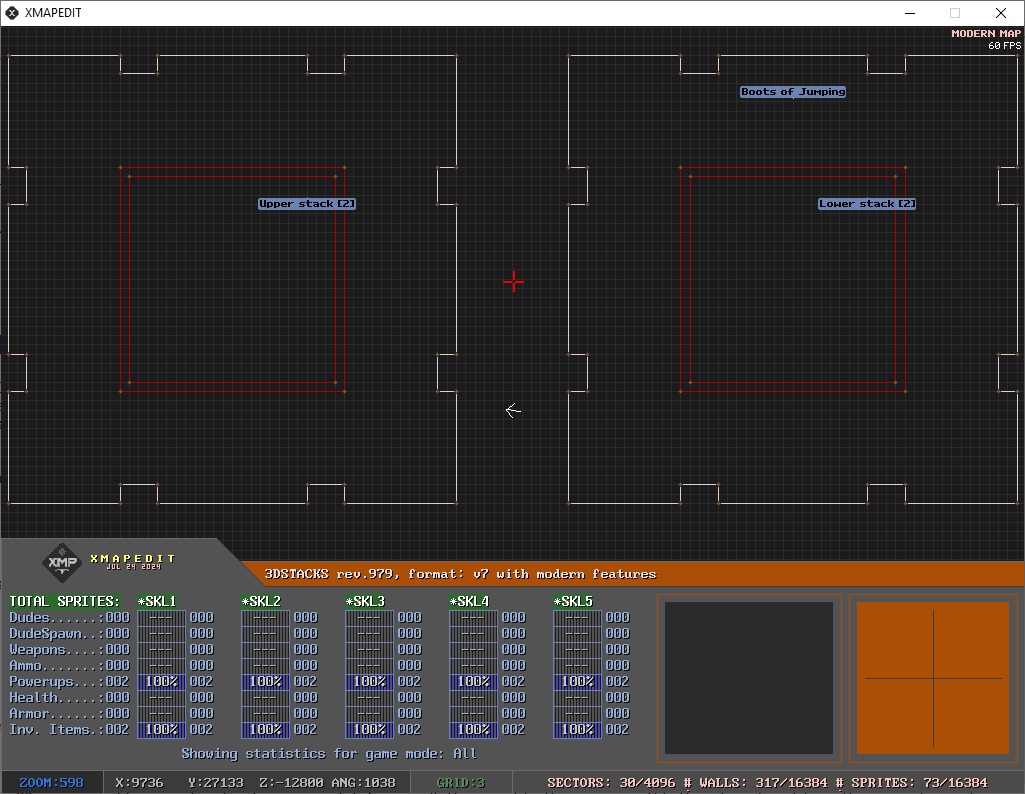 XMAPEDIT
MODERN MAP
60 FPS
Boots of Jumping
Upper stack [2]
Lower stack [2]
XMP
XMAPEDIT
JUL 24 2024
3DSTACKS rev.979, format: v7 with modern features
TOTAL SPRITES: *SKL1 *SKL2 *SKL3 *SKL4 *SKL5
Dudes......:000 --- 000 --- 000 --- 000 --- 000 --- 000
DudeSpawn..:000 --- 000 --- 000 --- 000 --- 000 --- 000
Weapons....:000 --- 000 --- 000 --- 000 --- 000 --- 000
Ammo.......:000 --- 000 --- 000 --- 000 --- 000 --- 000
Powerups...:002 100% 002 100% 002 100% 002 100% 002 100% 002
Health.....:000 --- 000 --- 000 --- 000 --- 000 --- 000
Armor......:000 --- 000 --- 000 --- 000 --- 000 --- 000
Inv. Items.:002 100% 002 100% 002 100% 002 100% 002 100% 002
Showing statistics for game mode: All
ZOOM:598 X:9736 Y:27133 Z:-12800 ANG:1038 GRID:3 SECTORS: 30/4096 # WALLS: 317/16384 # SPRITES: 73/16384